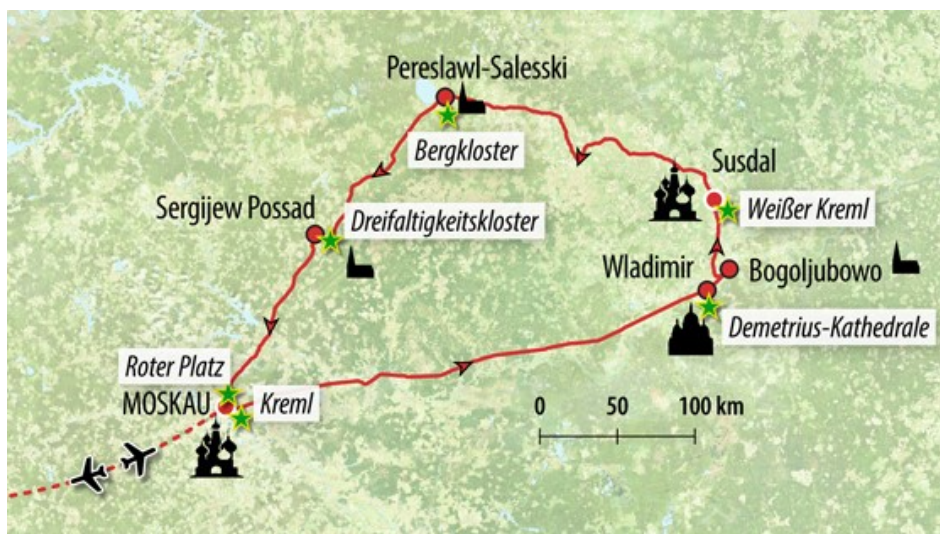 Pereslawl-Salesski
Bergkloster
Susdal
Weißer Kreml
Sergijew Possad
Dreifaltigkeitskloster
Wladimir
Bogoljubowo
Demetrius-Kathedrale
Roter Platz
MOSKAU
Kreml
0 50 100 km